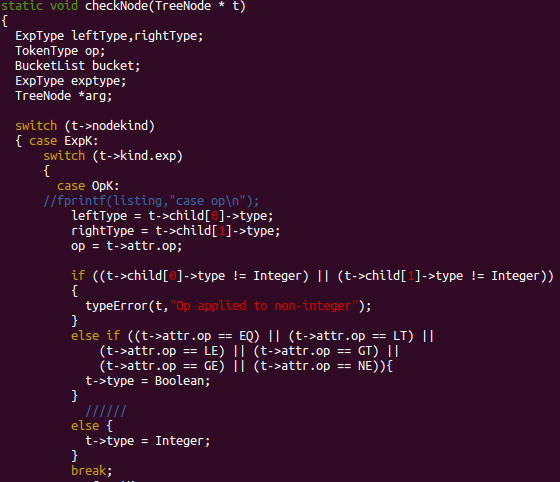 static void checkNode(TreeNode * t)
{
  ExpType leftType,rightType;
  TokenType op;
  BucketList bucket;
  ExpType exptype;
  TreeNode *arg;

  switch (t->nodekind)
  { case ExpK:
      switch (t->kind.exp)
      {
        case OpK:
      //fprintf(listing,"case op\n");
          leftType = t->child[0]->type;
          rightType = t->child[1]->type;
          op = t->attr.op;

          if ((t->child[0]->type != Integer) || (t->child[1]->type != Integer))
          {
            typeError(t,"Op applied to non-integer");
          }
          else if ((t->attr.op == EQ) || (t->attr.op == LT) ||
              (t->attr.op == LE) || (t->attr.op == GT) ||
              (t->attr.op == GE) || (t->attr.op == NE)){
            t->type = Boolean;
          }
            //////
          else {
            t->type = Integer;
          }
          break;